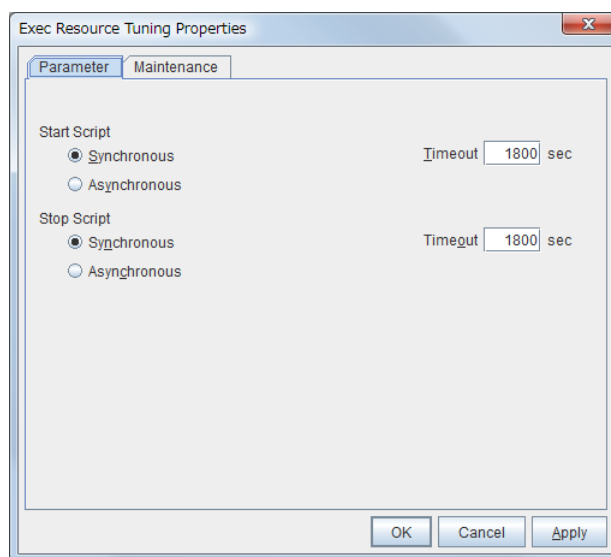 Exec Resource Tuning Properties
Parameter Maintenance
Start Script
Synchronous Timeout 1800 sec
Asynchronous
Stop Script
Synchronous Timeout 1800 sec
Asynchronous
OK Cancel Apply